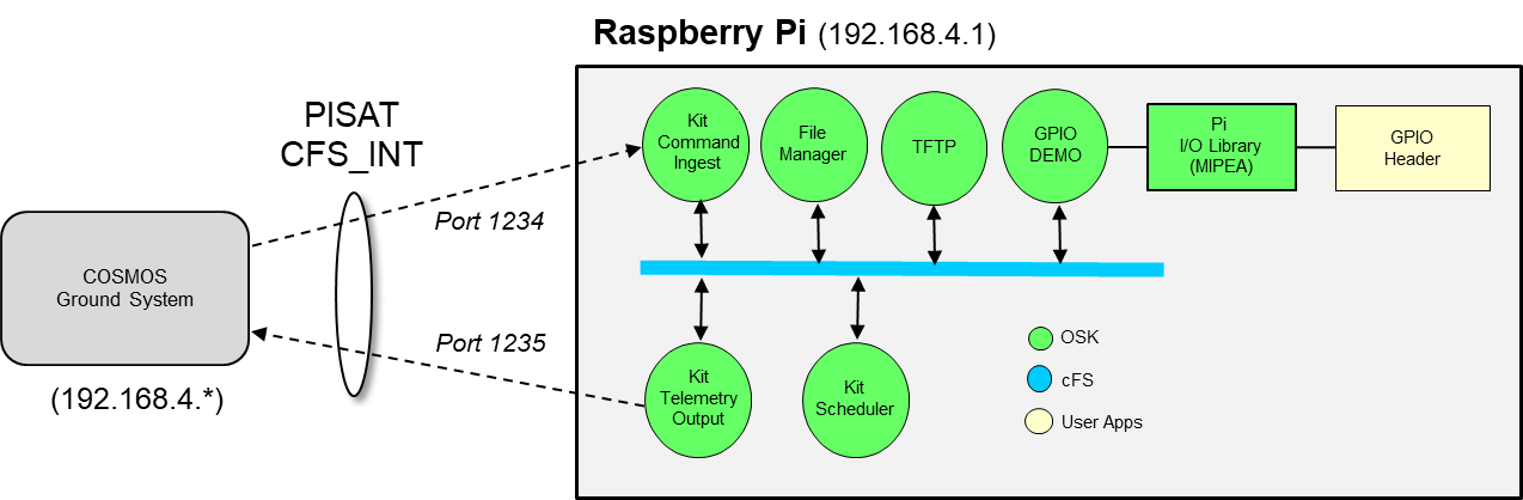 Raspberry Pi (192.168.4.1)
PISAT
CFS_INT
Port 1234
Port 1235
COSMOS
Ground System
(192.168.4.*)
Kit
Command
Ingest
File
Manager
TFTP
GPIO
DEMO
Pi
I/O Library
(MIPEA)
GPIO
Header
Kit
Telemetry
Output
Kit
Scheduler
OSK
cFS
User Apps